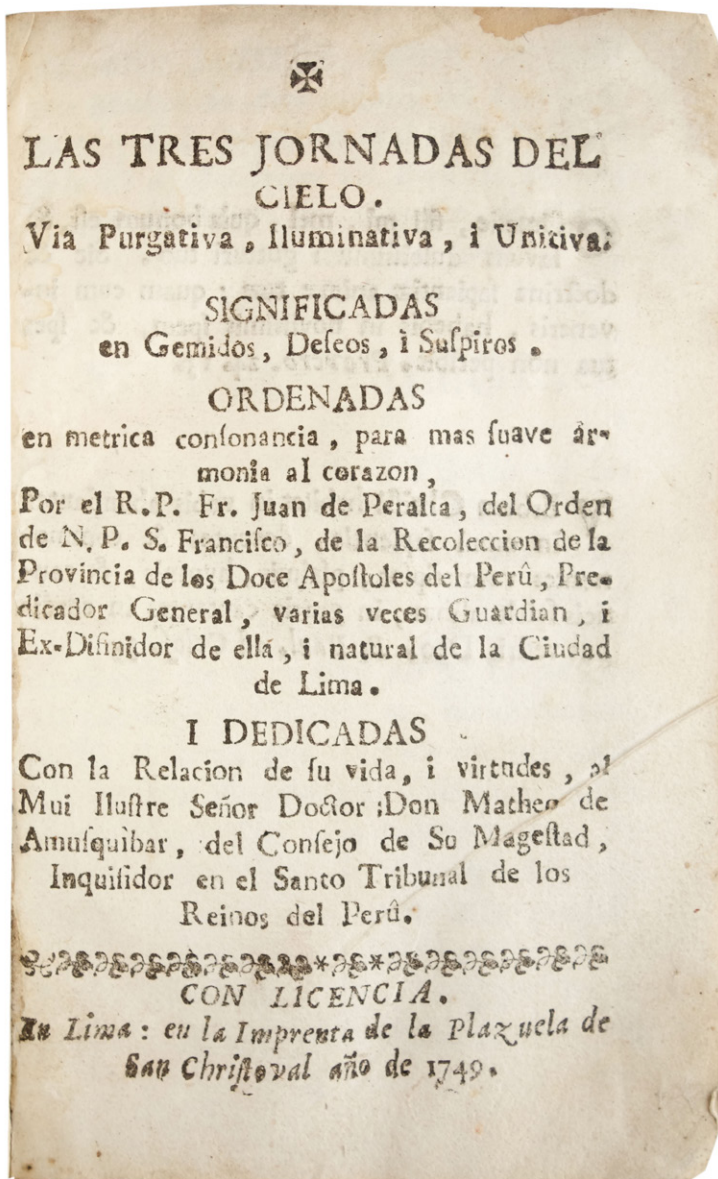 ✠
LAS TRES JORNADAS DEL
CIELO.
Via Purgativa, Iluminativa, i Unitiva:
SIGNIFICADAS
en Gemidos, Deſeos, i Suſpiros.
ORDENADAS
en metrica conſonancia, para mas ſuave ar-
monia al corazon,
Por el R.P. Fr. Juan de Peralta, del Orden
de N. P. S. Franciſco, de la Recoleccion de la
Provincia de los Doce Apoſtoles del Perû, Pre-
dicador General, varias veces Guardian, i
Ex-Difinidor de ella, i natural de la Ciudad
de Lima.
I DEDICADAS
Con la Relacion de ſu vida, i virtudes, al
Mui Iluſtre Señor Doctor ;Don Matheo de
Amuſquibar, del Conſejo de Su Mageſtad,
Inquiſidor en el Santo Tribunal de los
Reinos del Perû.
CON LICENCIA.
En Lima: en la Imprenta de la Plazuela de
San Chriſtoval año de 1749.